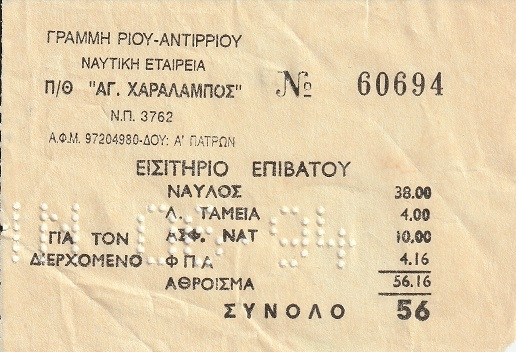 ΓΡΑΜΜΗ ΡΙΟΥ-ΑΝΤΙΡΡΙΟΥ
ΝΑΥΤΙΚΗ ΕΤΑΙΡΕΙΑ
Π/Θ "ΑΓ. ΧΑΡΑΛΑΜΠΟΣ" № 60694
Ν.Π. 3762
Α.Φ.Μ. 97204980-ΔΟΥ: Α' ΠΑΤΡΩΝ
ΕΙΣΙΤΗΡΙΟ ΕΠΙΒΑΤΟΥ
ΝΑΥΛΟΣ 38.00
Λ. ΤΑΜΕΙΑ 4.00
ΓΙΑ ΤΟΝ ΑΣΦ. ΝΑΤ 10.00
ΔΙΕΡΧΟΜΕΝΟ Φ Π Α 4.16
ΑΘΡΟΙΣΜΑ 56.16
ΣΥΝΟΛΟ 56